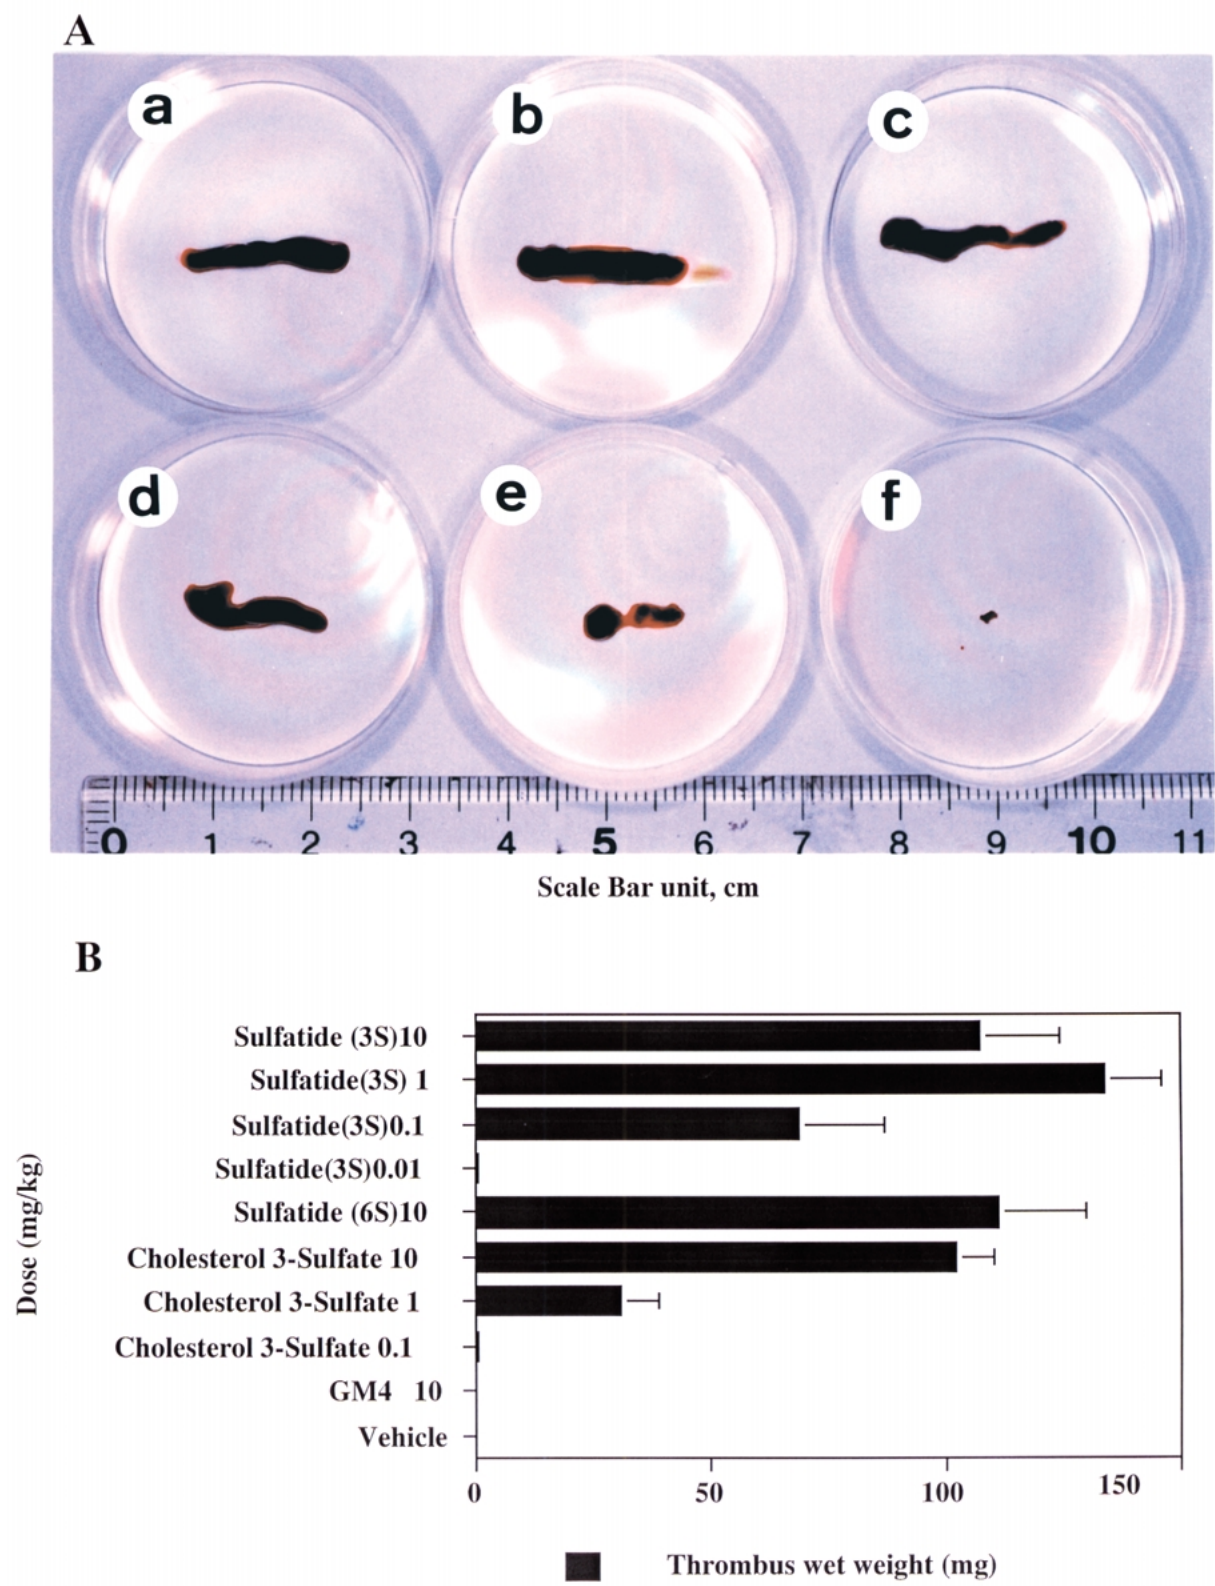 A
a
b
c
d
e
f
0 1 2 3 4 5 6 7 8 9 10 11
Scale Bar unit, cm
B
Dose (mg/kg)
Sulfatide (3S)10
Sulfatide(3S) 1
Sulfatide(3S)0.1
Sulfatide(3S)0.01
Sulfatide (6S)10
Cholesterol 3-Sulfate 10
Cholesterol 3-Sulfate 1
Cholesterol 3-Sulfate 0.1
GM4 10
Vehicle
0 50 100 150
Thrombus wet weight (mg)